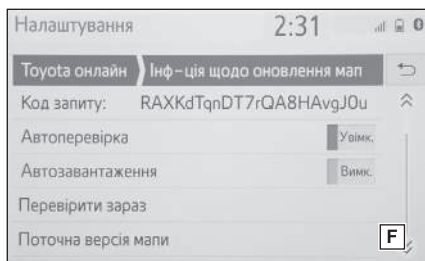 Налаштування 2:31 0
Toyota онлайн Інф-ція щодо оновлення мап
Код запиту: RAXKdTqnDT7rQA8HAvgJ0u
Автоперевірка Увімк.
Автозавантаження Вимк.
Перевірити зараз
Поточна версія мапи F